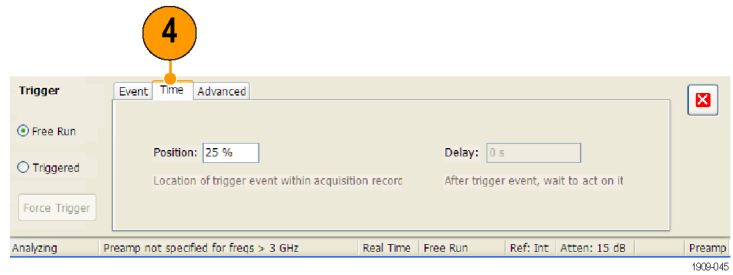 4
Trigger Event Time Advanced
Free Run
Position: 25 % Delay: 0 s
Triggered
Location of trigger event within acquisition record After trigger event, wait to act on it
Force Trigger
Analyzing Preamp not specified for freqs > 3 GHz Real Time Free Run Ref: Int Atten: 15 dB Preamp
1909-045